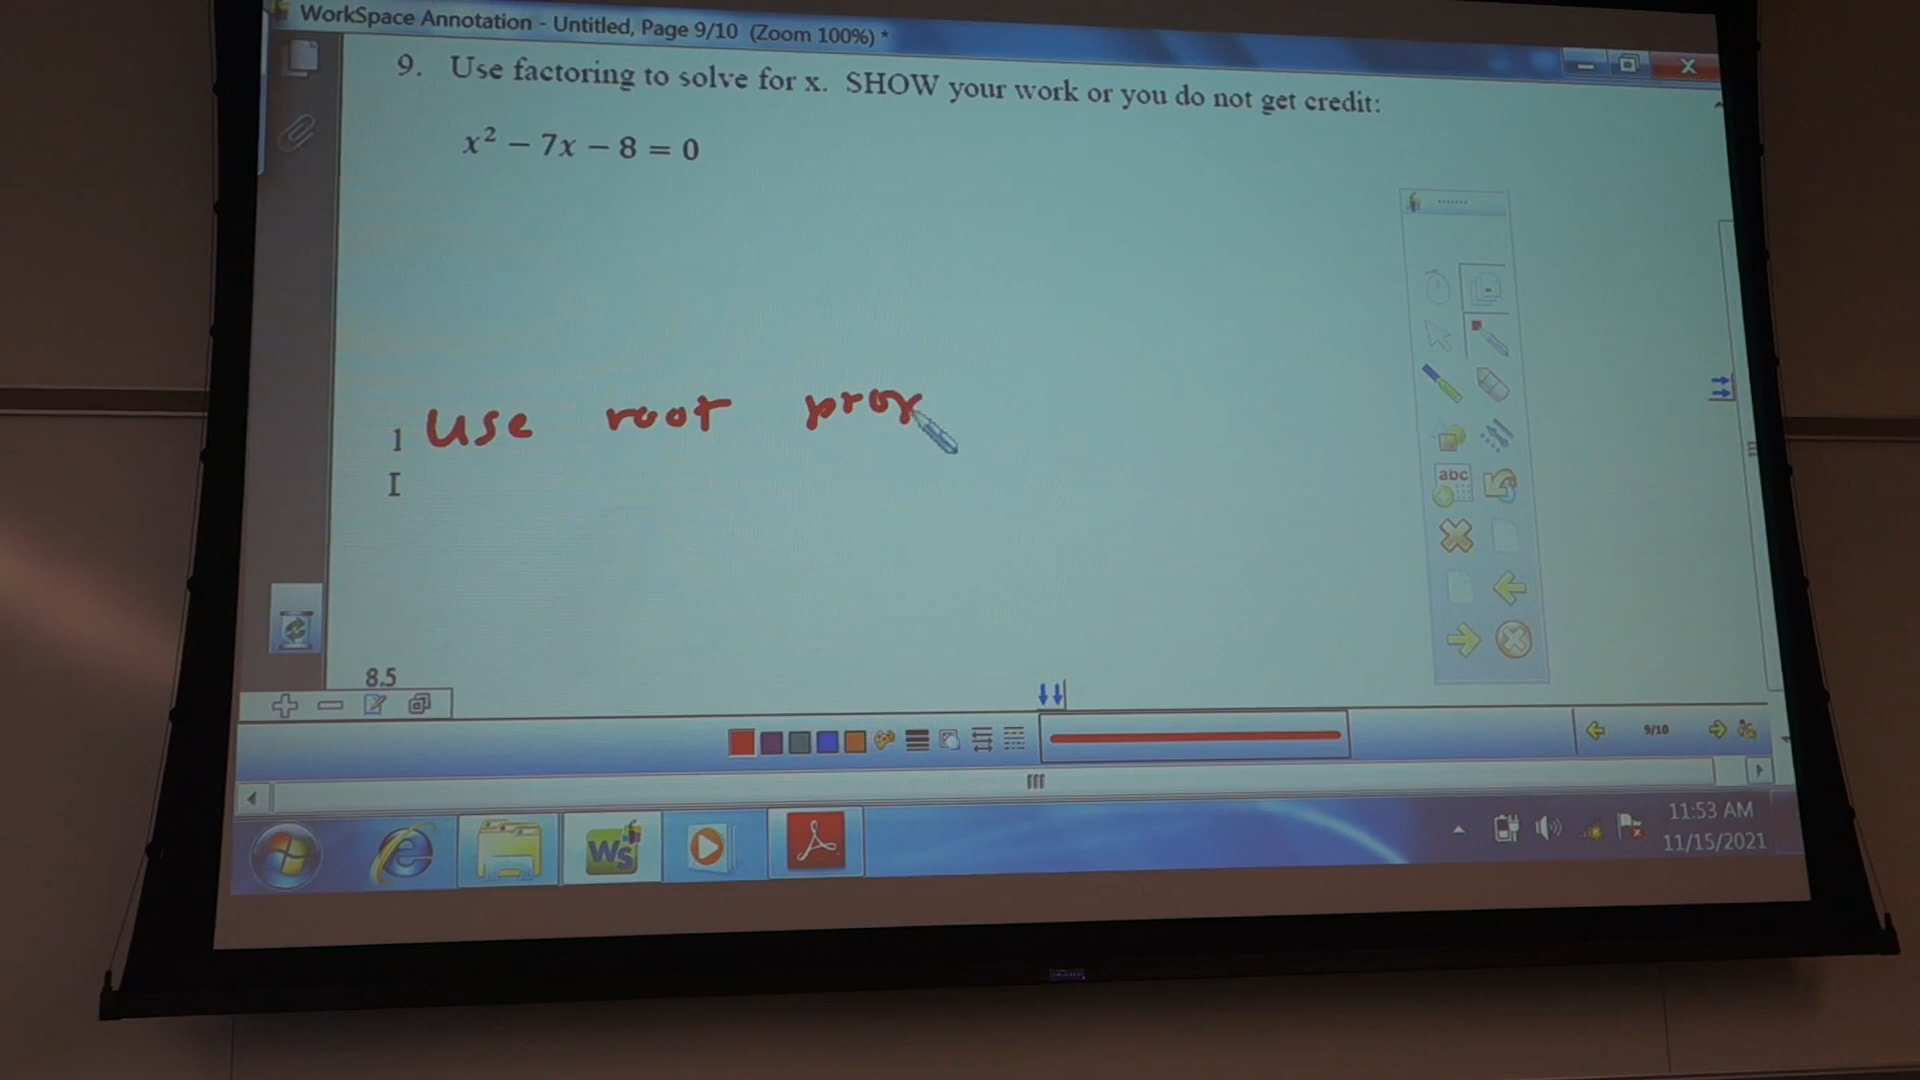 WorkSpace Annotation - Untitled, Page 9/10 (Zoom 100%) *
9. Use factoring to solve for x. SHOW your work or you do not get credit:
x² − 7x − 8 = 0
use root prop
1
I
abc
8.5
9/10
WS
11:53 AM
11/15/2021